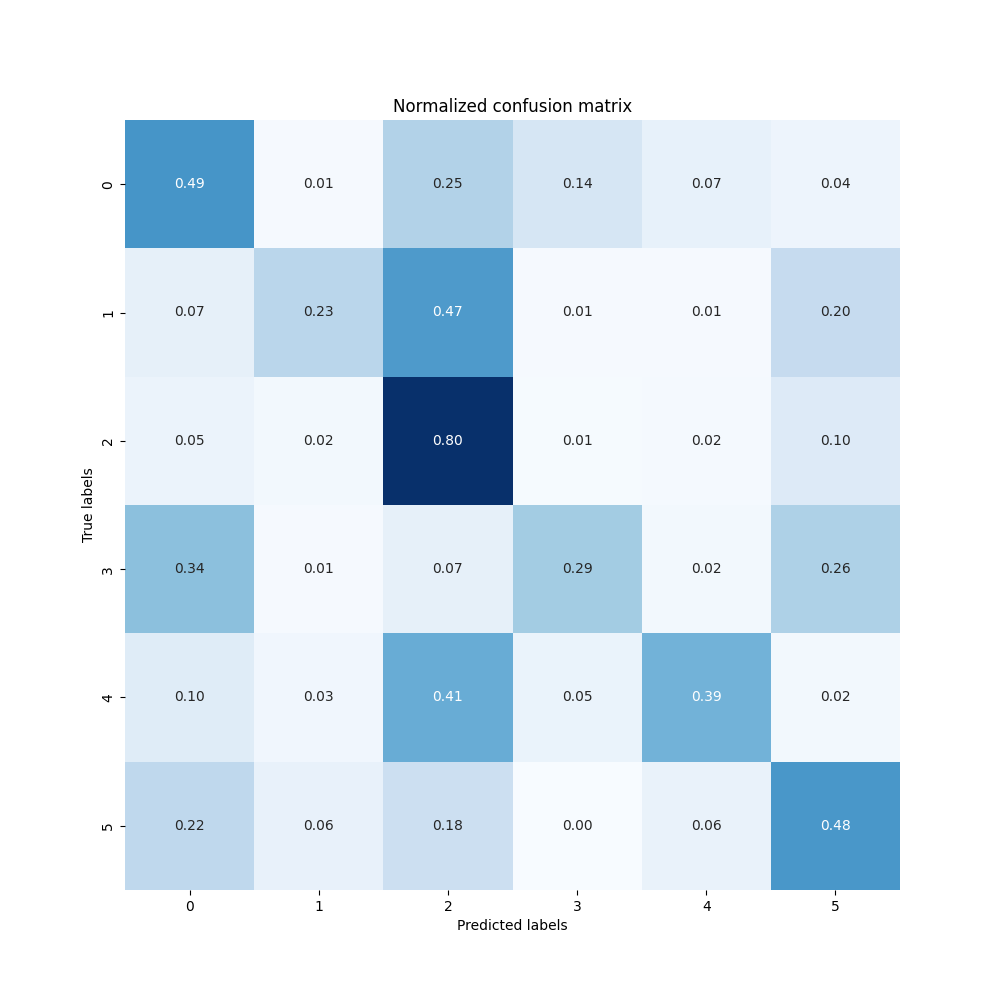 Normalized confusion matrix
0 0.49 0.01 0.25 0.14 0.07 0.04
1 0.07 0.23 0.47 0.01 0.01 0.20
2 0.05 0.02 0.80 0.01 0.02 0.10
3 0.34 0.01 0.07 0.29 0.02 0.26
4 0.10 0.03 0.41 0.05 0.39 0.02
5 0.22 0.06 0.18 0.00 0.06 0.48
True labels
0 1 2 3 4 5
Predicted labels